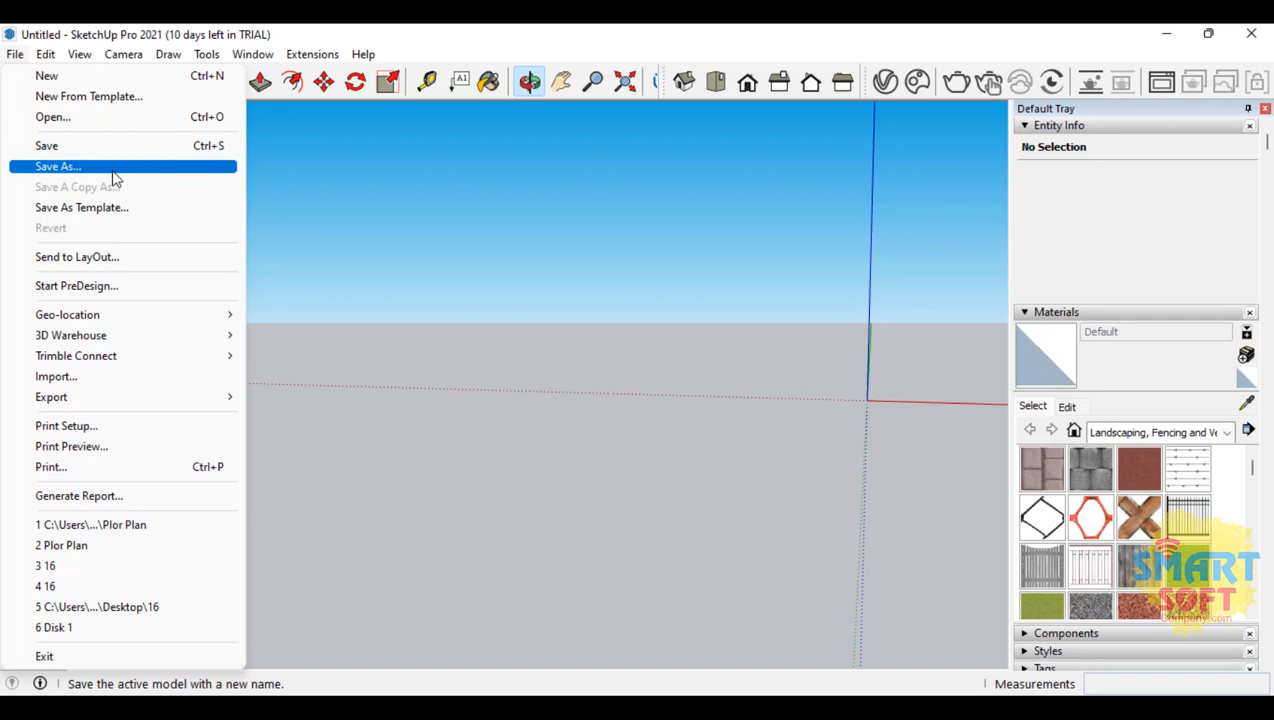 Untitled - SketchUp Pro 2021 (10 days left in TRIAL)
File Edit View Camera Draw Tools Window Extensions Help
New Ctrl+N
New From Template...
Open... Ctrl+O
Save Ctrl+S
Save As...
Save A Copy As...
Save As Template...
Revert
Send to LayOut...
Start PreDesign...
Geo-location
3D Warehouse
Trimble Connect
Import...
Export
Print Setup...
Print Preview...
Print... Ctrl+P
Generate Report...
1 C:\Users\...\Plor Plan
2 Plor Plan
3 16
4 16
5 C:\Users\...\Desktop\16
6 Disk 1
Exit
A1
Default Tray
Entity Info
No Selection
Materials
Default
Select Edit
Landscaping, Fencing and Ve
SMART
SOFT
Company.com
Components
Styles
Tags
Save the active model with a new name.
Measurements